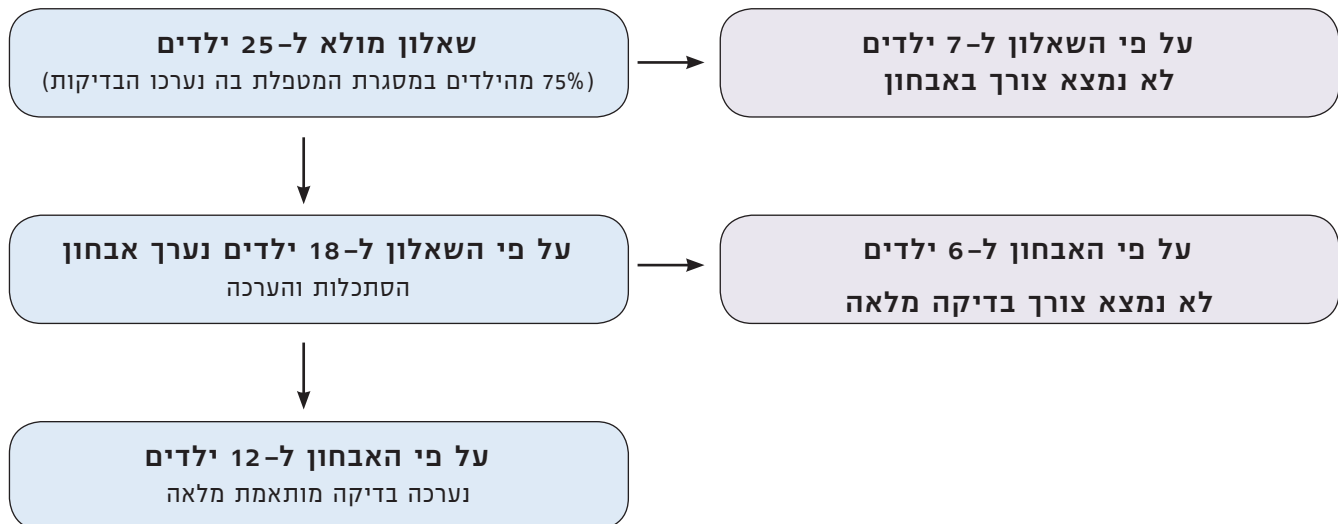 שאלון מולא ל-25 ילדים
(75% מהילדים במסגרת המטפלת בה נערכו הבדיקות)
על פי השאלון ל-7 ילדים
לא נמצא צורך באבחון
על פי השאלון ל-18 ילדים נערך אבחון
הסתכלות והערכה
על פי האבחון ל-6 ילדים
לא נמצא צורך בדיקה מלאה
על פי האבחון ל-12 ילדים
נערכה בדיקה מותאמת מלאה